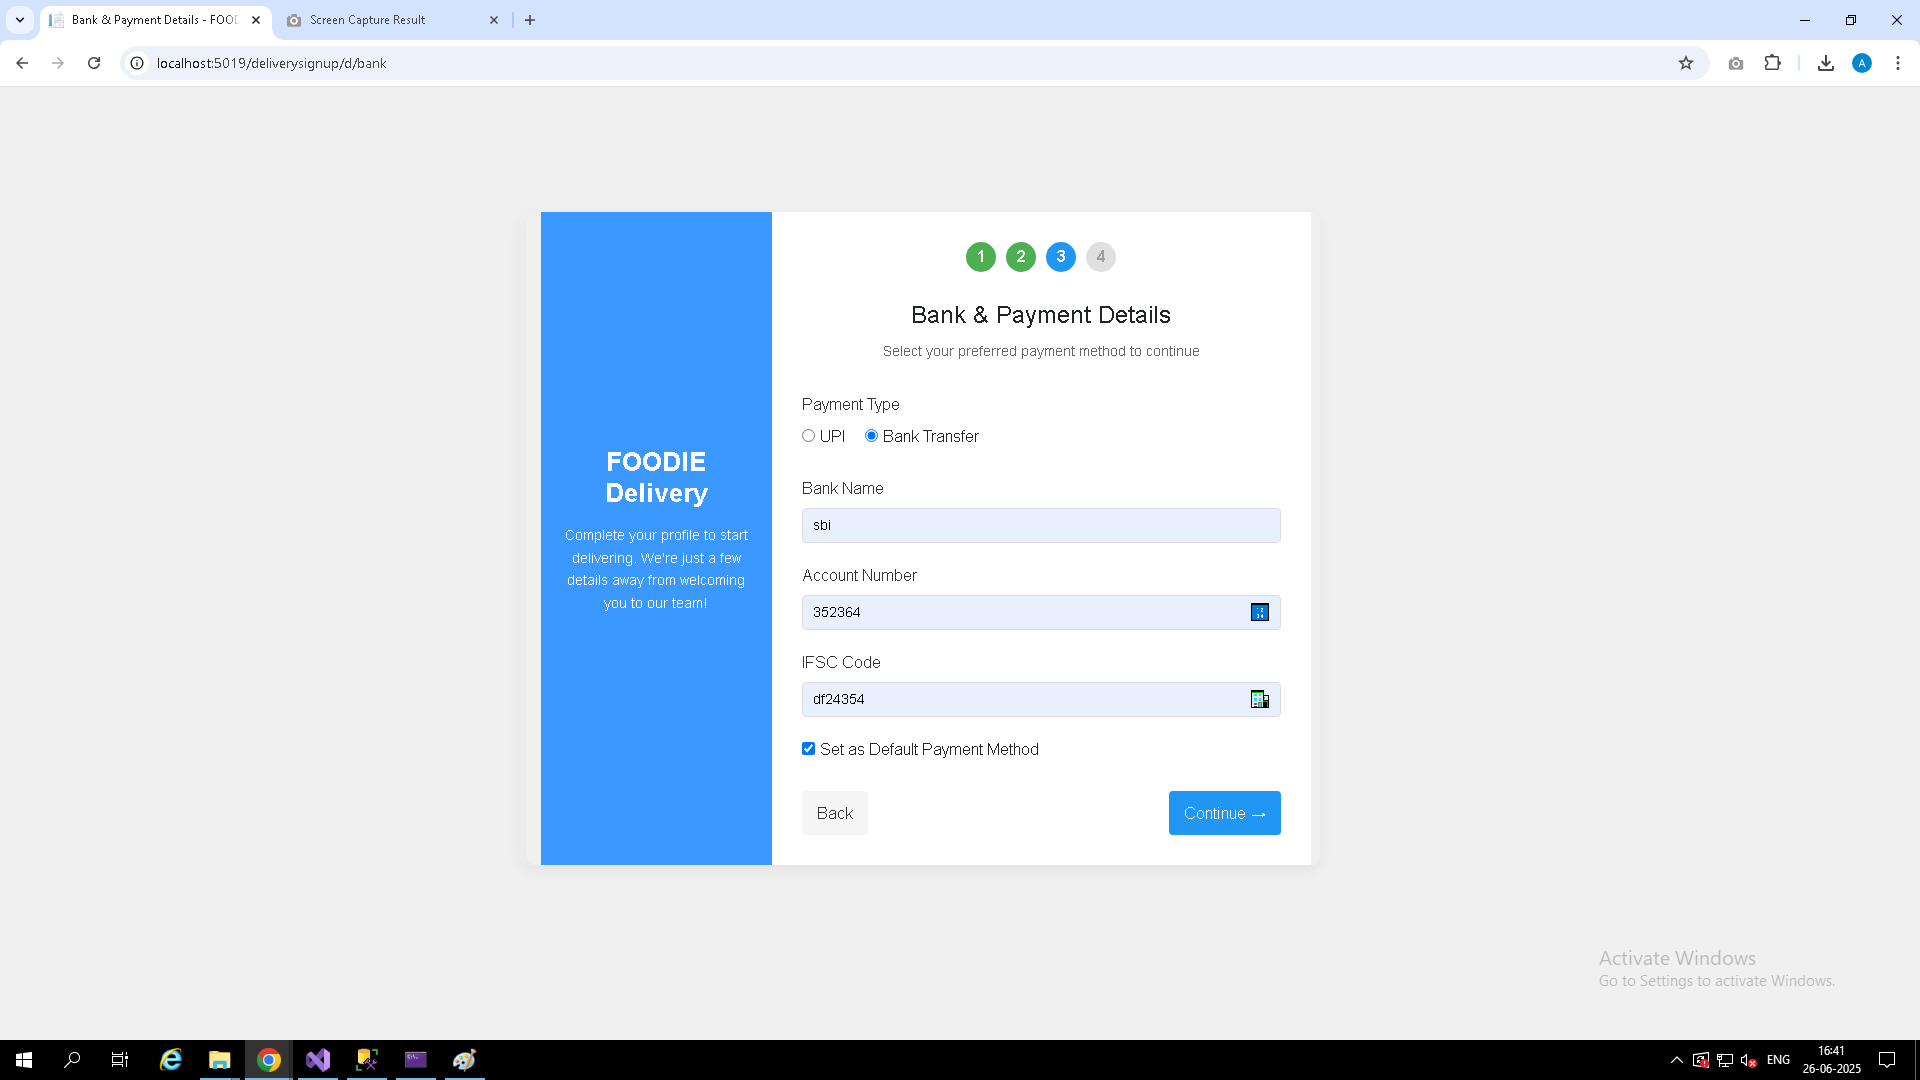 Bank & Payment Details - FOOD
Screen Capture Result
localhost:5019/deliverysignup/d/bank
A
1 2 3 4
Bank & Payment Details
Select your preferred payment method to continue
Payment Type
UPI Bank Transfer
FOODIE
Delivery
Complete your profile to start
delivering. We're just a few
details away from welcoming
you to our team!
Bank Name
sbi
Account Number
352364
IFSC Code
df24354
Set as Default Payment Method
Back
Continue →
Activate Windows
Go to Settings to activate Windows.
ENG
16:41
26-06-2025